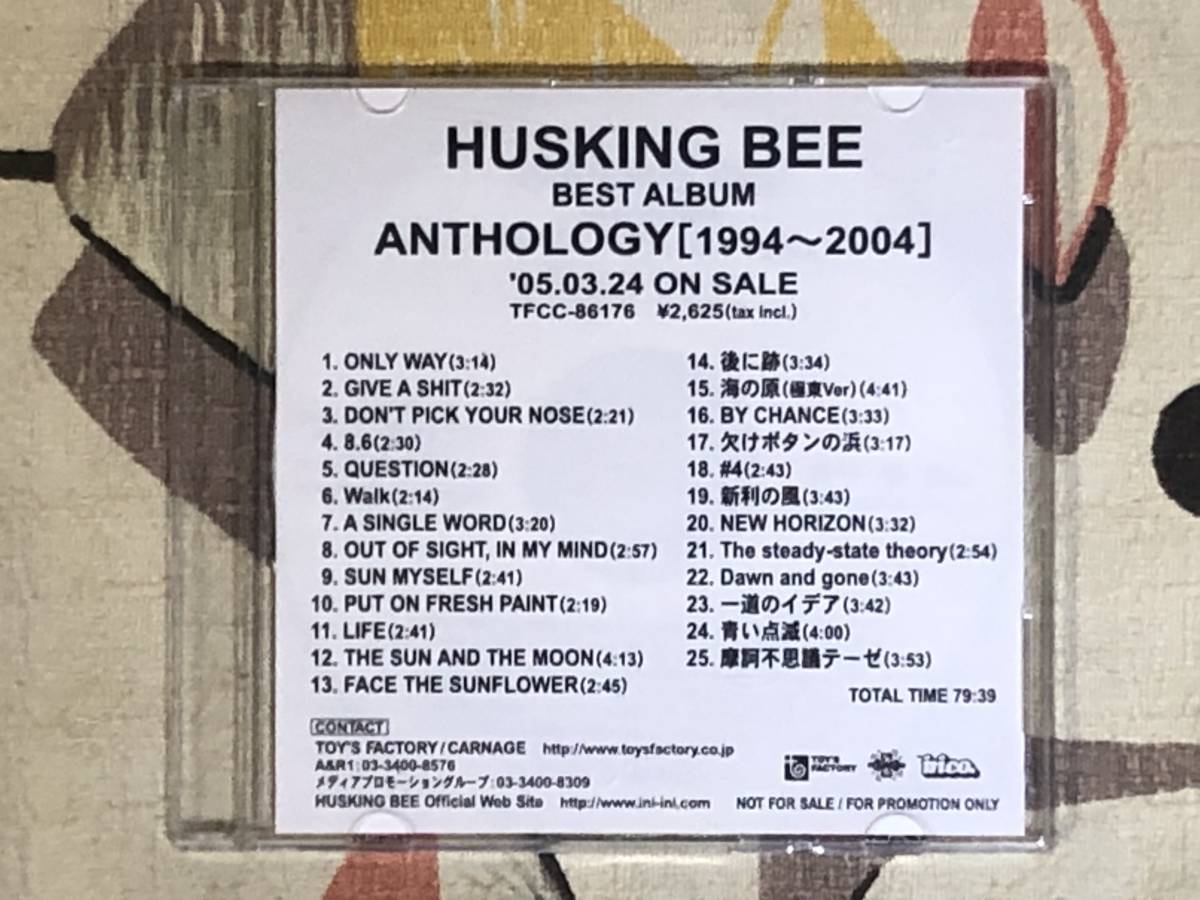 HUSKING BEE
BEST ALBUM
ANTHOLOGY[1994～2004]
'05.03.24 ON SALE
TFCC-86176 ¥2,625(tax incl.)
1. ONLY WAY(3:14)
2. GIVE A SHIT(2:32)
3. DON'T PICK YOUR NOSE(2:21)
4. 8.6(2:30)
5. QUESTION(2:28)
6. Walk(2:14)
7. A SINGLE WORD(3:20)
8. OUT OF SIGHT, IN MY MIND(2:57)
9. SUN MYSELF(2:41)
10. PUT ON FRESH PAINT(2:19)
11. LIFE(2:41)
12. THE SUN AND THE MOON(4:13)
13. FACE THE SUNFLOWER(2:45)
14. 後に跡(3:34)
15. 海の原(極東Ver)(4:41)
16. BY CHANCE(3:33)
17. 欠けボタンの浜(3:17)
18. #4(2:43)
19. 新利の風(3:43)
20. NEW HORIZON(3:32)
21. The steady-state theory(2:54)
22. Dawn and gone(3:43)
23. 一道のイデア(3:42)
24. 青い点滅(4:00)
25. 摩訶不思議テーゼ(3:53)
TOTAL TIME 79:39
CONTACT
TOY'S FACTORY/CARNAGE http://www.toysfactory.co.jp
A&R1:03-3400-8576
メディアプロモーショングループ:03-3400-8309
HUSKING BEE Official Web Site http://www.ini-ini.com
TOY'S FACTORY
irica
NOT FOR SALE / FOR PROMOTION ONLY